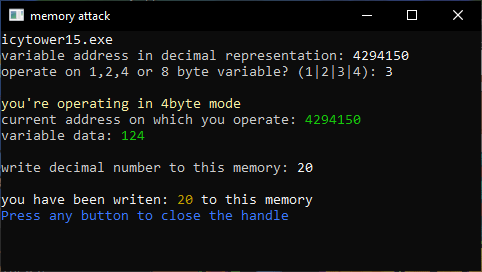 memory attack
icytower15.exe
variable address in decimal representation: 4294150
operate on 1,2,4 or 8 byte variable? (1|2|3|4): 3
you're operating in 4byte mode
current address on which you operate: 4294150
variable data: 124
write decimal number to this memory: 20
you have been writen: 20 to this memory
Press any button to close the handle